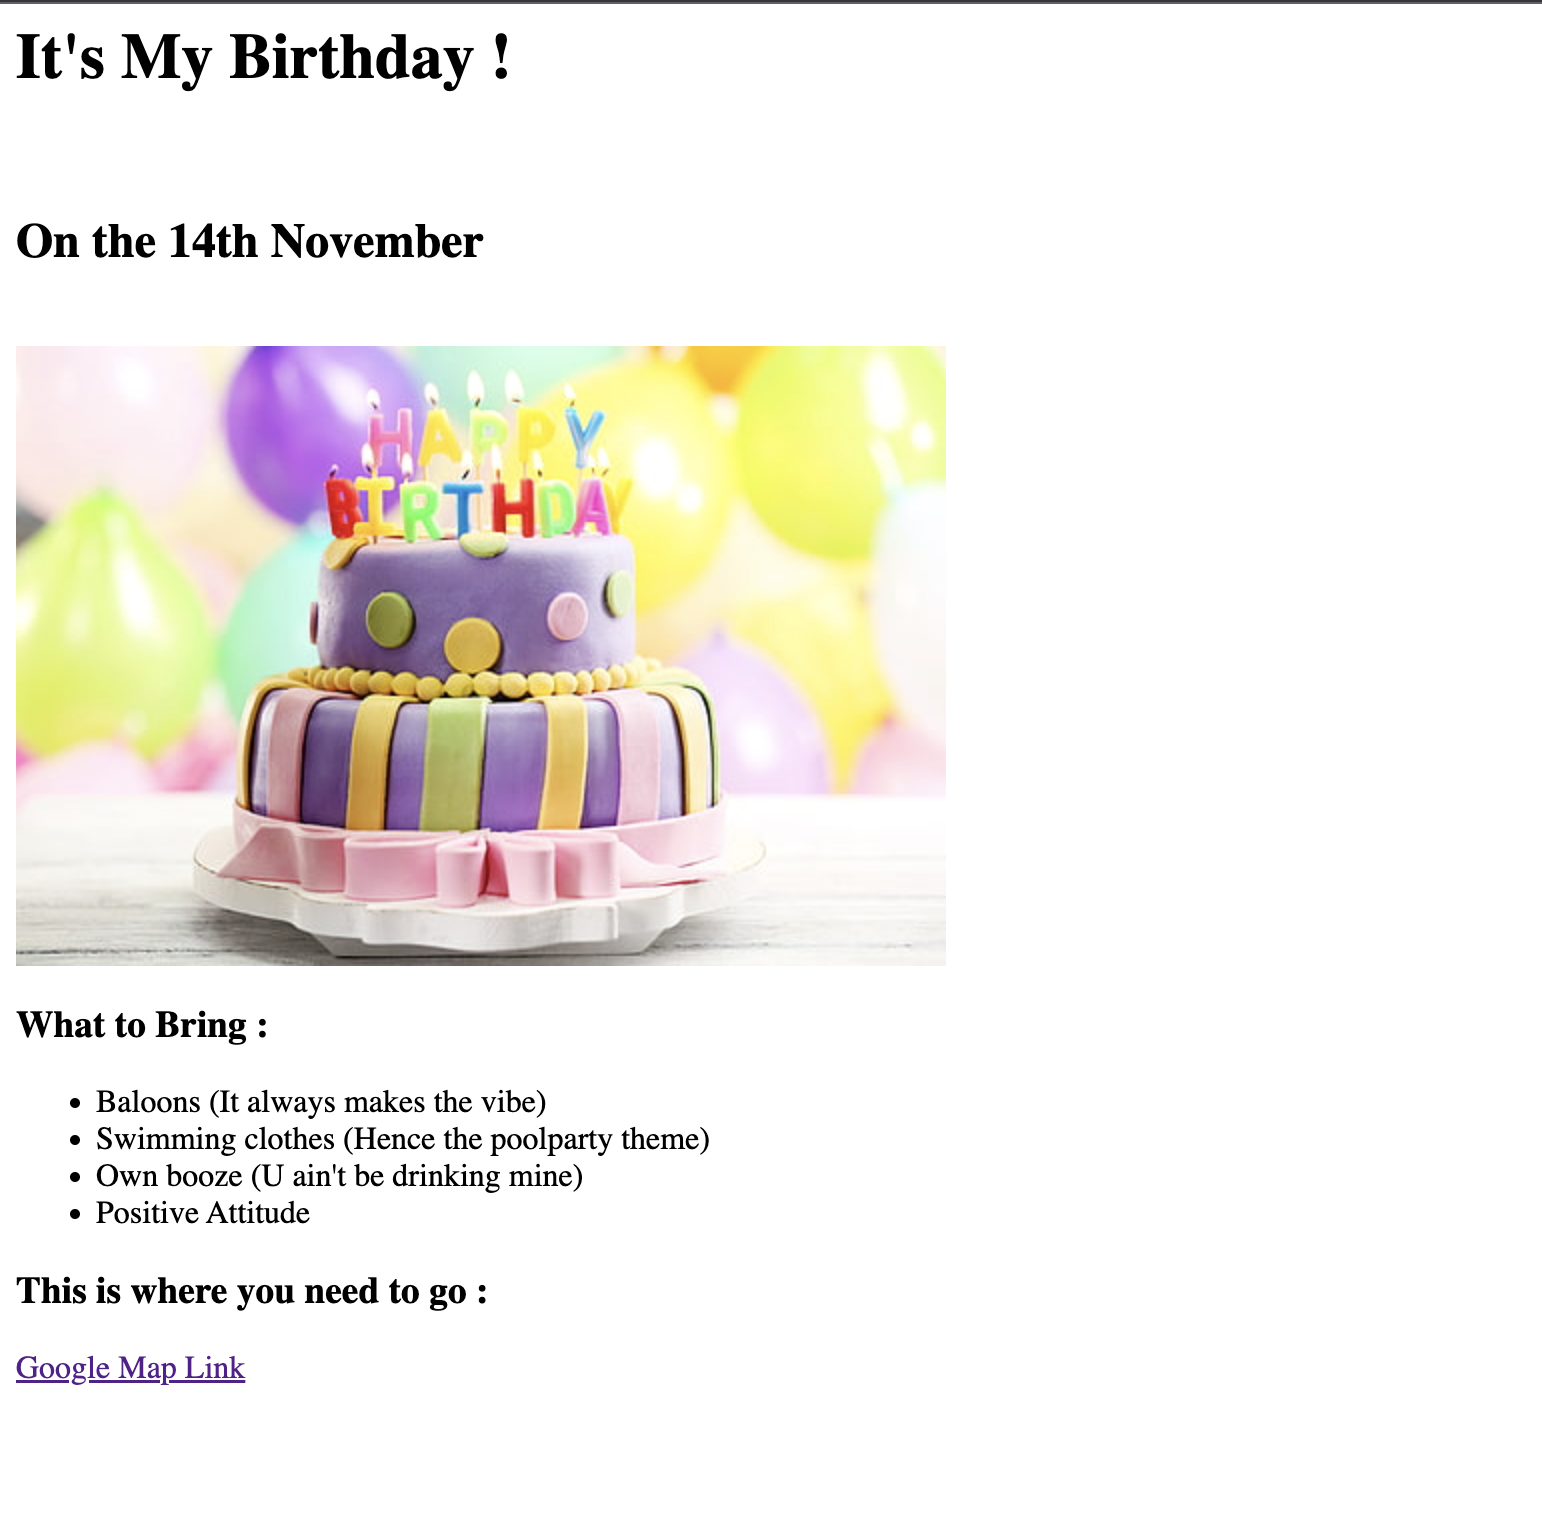 It's My Birthday !
On the 14th November
HAPPY
BIRTHDAY
What to Bring :
Baloons (It always makes the vibe)
Swimming clothes (Hence the poolparty theme)
Own booze (U ain't be drinking mine)
Positive Attitude
This is where you need to go :
Google Map Link